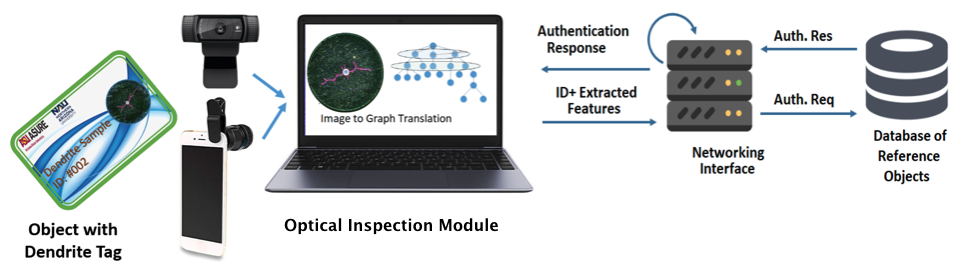 ASU ASURE
NAU
Dendrite Sample
ID: #002
Object with
Dendrite Tag
Image to Graph Translation
Optical Inspection Module
Authentication
Response
ID+ Extracted
Features
Networking
Interface
Auth. Res
Auth. Req
Database of
Reference
Objects